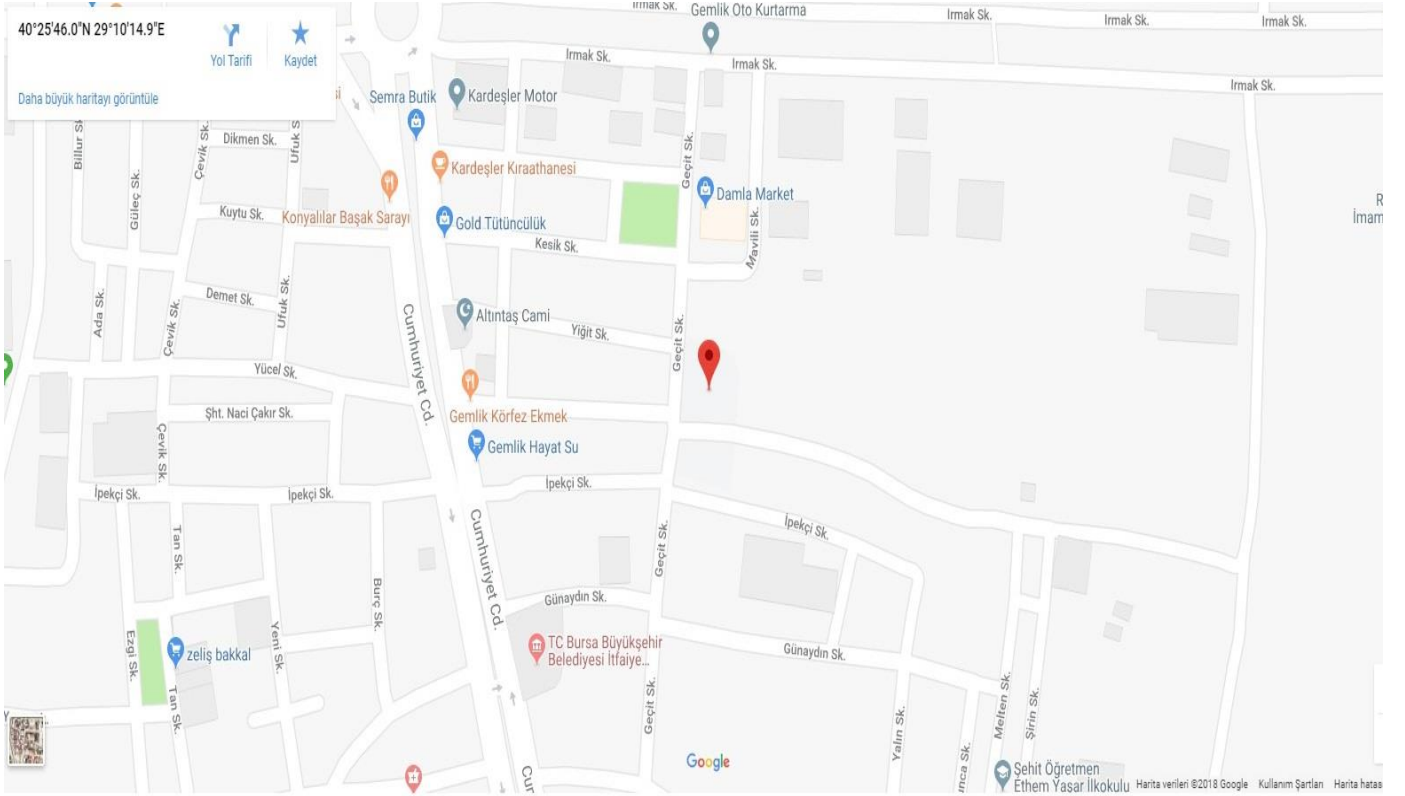 40°25'46.0"N 29°10'14.9"E
Yol Tarifi
Kaydet
Daha büyük haritayı görüntüle
Irmak Sk.
Gemlik Oto Kurtarma
Irmak Sk.
Irmak Sk.
Irmak Sk.
Irmak Sk.
Irmak Sk.
Irmak Sk.
Semra Butik
Kardeşler Motor
Billur Sk
Çevik Sk.
Dikmen Sk.
Ufuk S
Geçit Sk.
Kardeşler Kıraathanesi
Güleç Sk.
Damla Market
Kuytu Sk.
Konyalılar Başak Sarayı
Gold Tütüncülük
Kesik Sk.
Mavili Sk.
R
İmam
Ada Sk.
Çevik Sk.
Demet Sk.
Ufuk Sk.
Cumhuriyet Cd.
Altıntaş Cami
Yiğit Sk.
Geçit Sk.
Yücel Sk.
Şht. Naci Çakır Sk.
Gemlik Körfez Ekmek
Çevik Sk.
Gemlik Hayat Su
İpekçi Sk.
İpekçi Sk.
İpekçi Sk.
İpekçi Sk.
Tan Sk.
Cumhuriyet Cd.
Geçit Sk.
Burç Sk.
Günaydın Sk.
Ezgi Sk.
zeliş bakkal
Yeni Sk.
TC Bursa Büyükşehir
Belediyesi İtfaiye...
Günaydın Sk.
Tan Sk.
Geçit Sk.
Yalın Sk.
Melten Sk.
Şirin Sk.
Cur
unca Sk.
Google
Şehit Öğretmen
Ethem Yaşar İlkokulu
Harita verileri ©2018 Google
Kullanım Şartları
Harita hatas